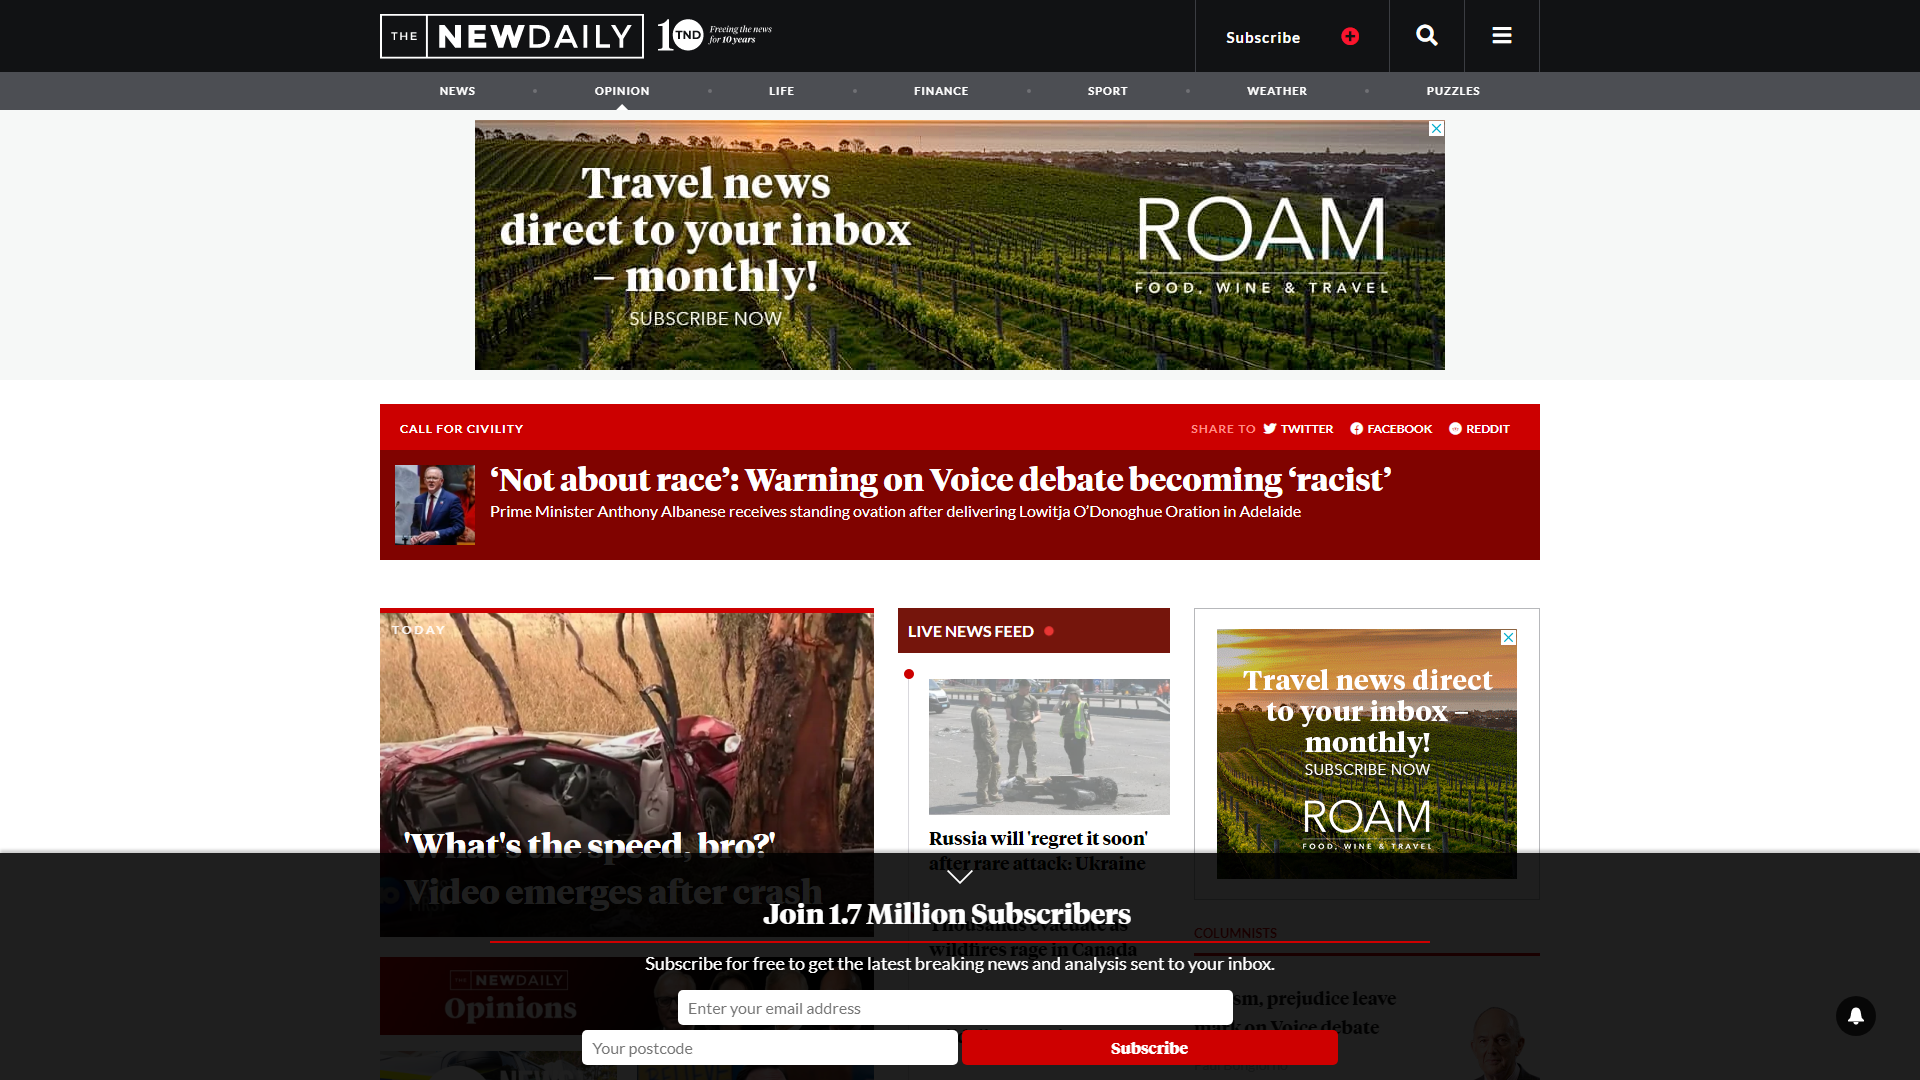 THE NEWDAILY
10 TND Freeing the news for 10 years
Subscribe
NEWS
OPINION
LIFE
FINANCE
SPORT
WEATHER
PUZZLES
Travel news
direct to your inbox
– monthly!
SUBSCRIBE NOW
ROAM
FOOD, WINE & TRAVEL
CALL FOR CIVILITY
SHARE TO TWITTER FACEBOOK REDDIT
‘Not about race’: Warning on Voice debate becoming ‘racist’
Prime Minister Anthony Albanese receives standing ovation after delivering Lowitja O’Donoghue Oration in Adelaide
TODAY
'What's the speed, bro?'
Video emerges after crash
THE NEWDAILY
Opinions
LIVE NEWS FEED
Russia will 'regret it soon'
after rare attack: Ukraine
Thousands evacuate as
wildfires rage in Canada
Travel news direct
to your inbox –
monthly!
SUBSCRIBE NOW
ROAM
FOOD, WINE & TRAVEL
COLUMNISTS
prejudice leave
mark on Voice debate
Join 1.7 Million Subscribers
Subscribe for free to get the latest breaking news and analysis sent to your inbox.
Enter your email address
Your postcode
Subscribe